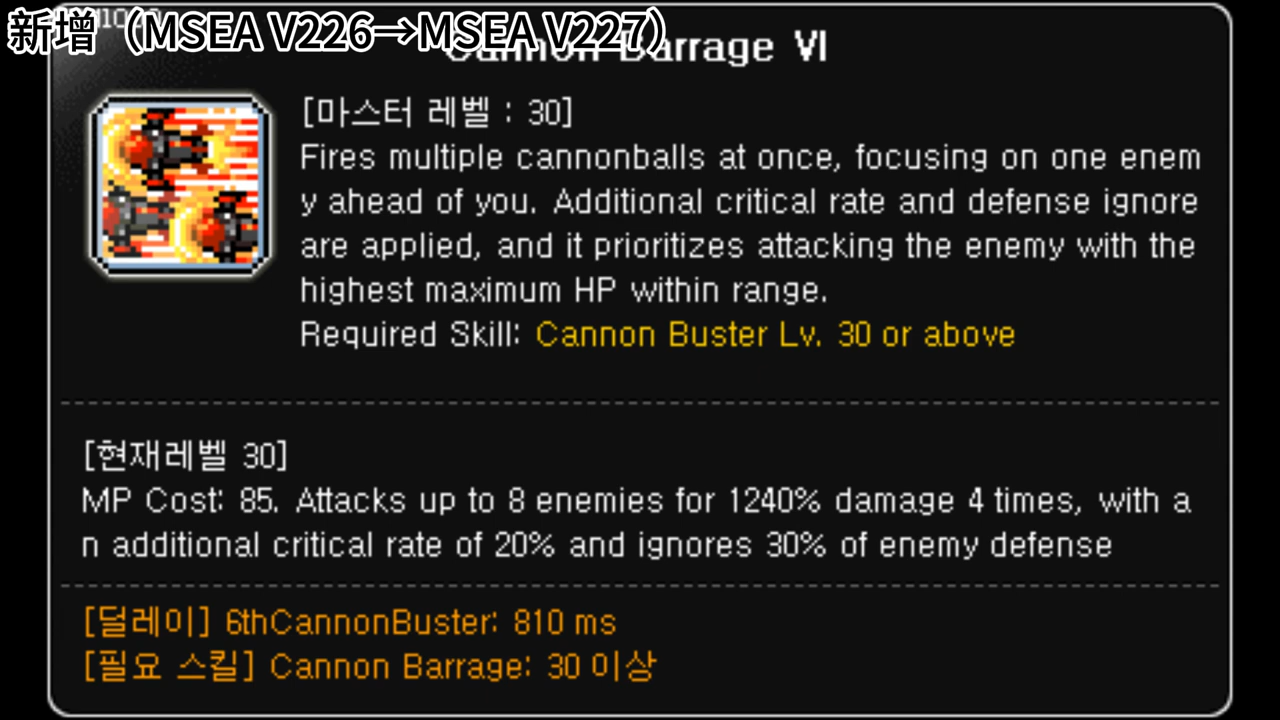 新增（MSEA V226→MSEA V227）
Cannon Barrage VI
[마스터 레벨 : 30]
Fires multiple cannonballs at once, focusing on one enem
y ahead of you. Additional critical rate and defense ignore
are applied, and it prioritizes attacking the enemy with the
highest maximum HP within range.
Required Skill: Cannon Buster Lv. 30 or above
[현재레벨 30]
MP Cost: 85. Attacks up to 8 enemies for 1240% damage 4 times, with a
n additional critical rate of 20% and ignores 30% of enemy defense
[딜레이] 6thCannonBuster: 810 ms
[필요 스킬] Cannon Barrage: 30 이상